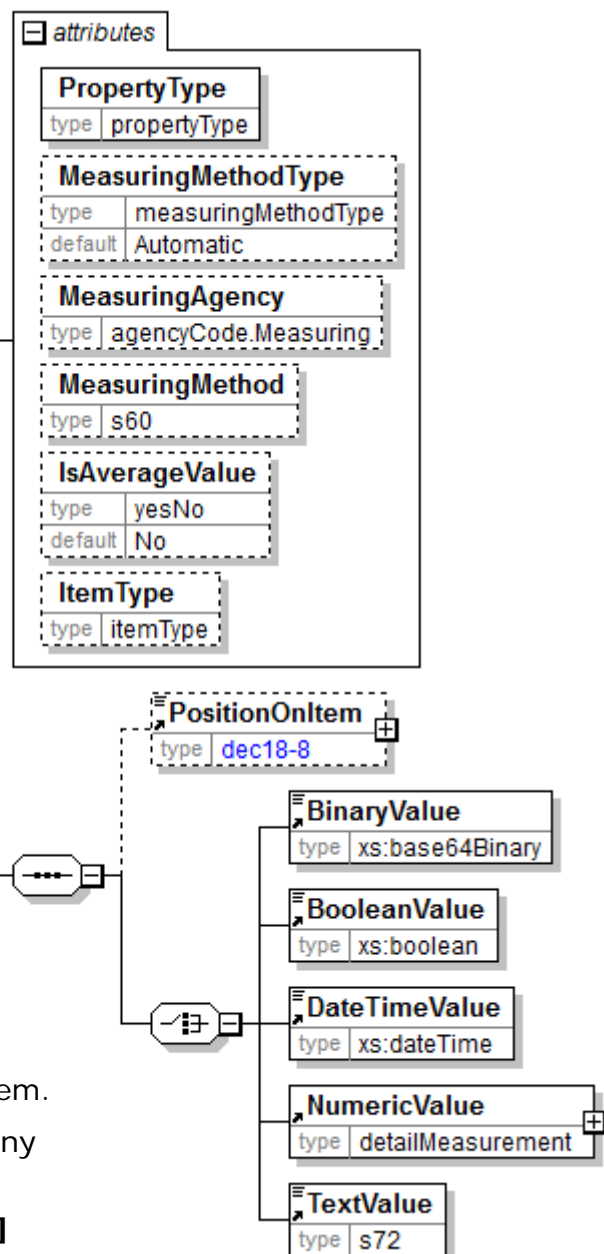 attributes
PropertyType
type propertyType
MeasuringMethodType
type measuringMethodType
default Automatic
MeasuringAgency
type agencyCode.Measuring
MeasuringMethod
type s60
IsAverageValue
type yesNo
default No
ItemType
type itemType
PositionOnItem
type dec18-8
BinaryValue
type xs:base64Binary
BooleanValue
type xs:boolean
DateTimeValue
type xs:dateTime
em.
NumericValue
ny
type detailMeasurement
TextValue
]
type s72